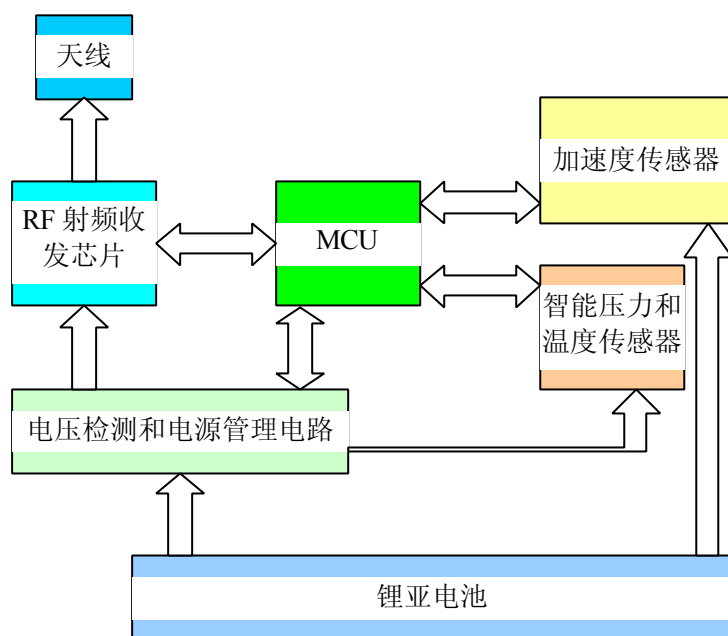 天线
加速度传感器
RF 射频收
发芯片
MCU
智能压力和
温度传感器
电压检测和电源管理电路
锂亚电池